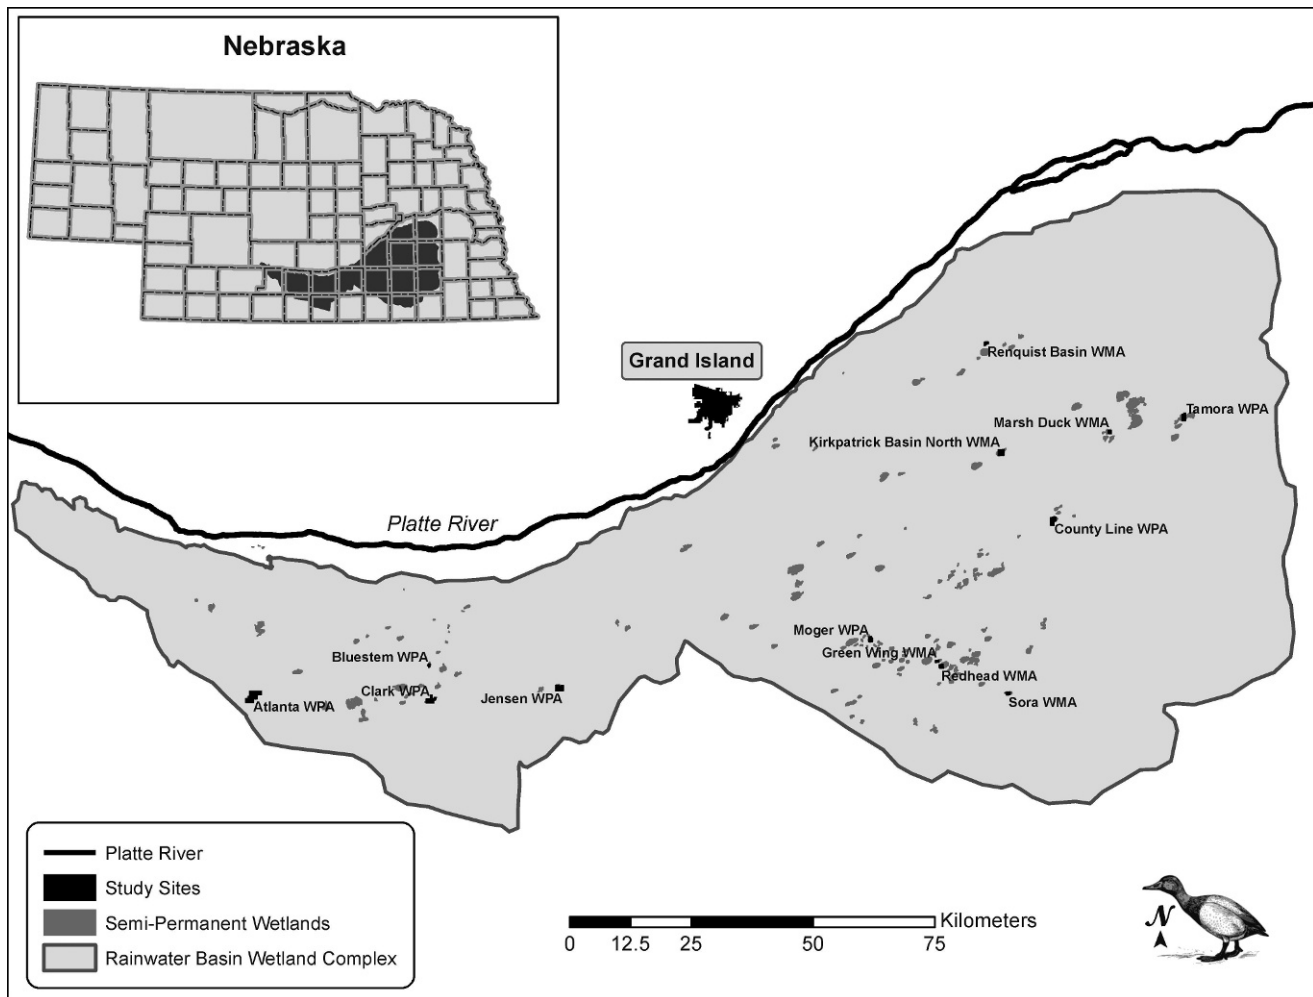 Nebraska
Grand Island
Renquist Basin WMA
Tamora WPA
Marsh Duck WMA
Kirkpatrick Basin North WMA
Platte River
County Line WPA
Moger WPA
Green Wing WMA
Bluestem WPA
Redhead WMA
Clark WPA
Jensen WPA
Sora WMA
Atlanta WPA
Platte River
Study Sites
Semi-Permanent Wetlands
Rainwater Basin Wetland Complex
Kilometers
0 12.5 25 50 75
N